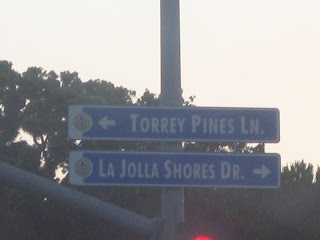 ← TORREY PINES LN.
LA JOLLA SHORES DR. →